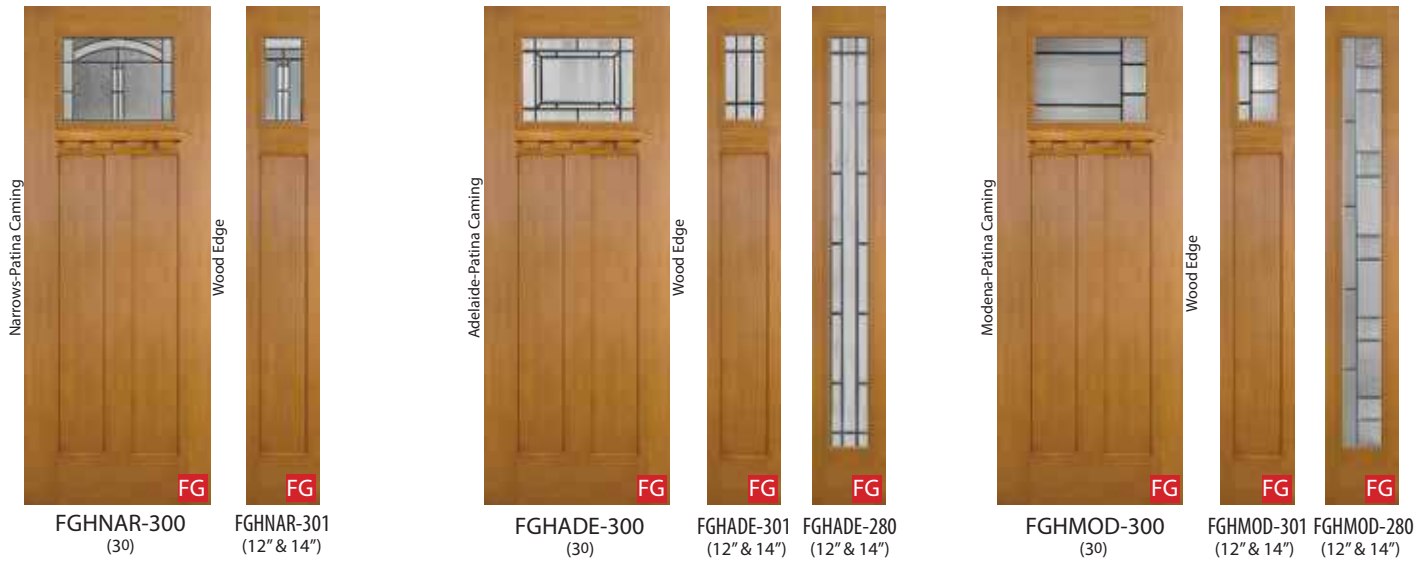 Narrows-Patina Caming
Wood Edge
FG
FG
FGHNAR-300
(30)
FGHNAR-301
(12” & 14”)
Adelaide-Patina Caming
Wood Edge
FG
FG
FG
FGHADE-300
(30)
FGHADE-301
(12” & 14”)
FGHADE-280
(12” & 14”)
Modena-Patina Caming
Wood Edge
FG
FG
FG
FGHMOD-300
(30)
FGHMOD-301
(12” & 14”)
FGHMOD-280
(12” & 14”)